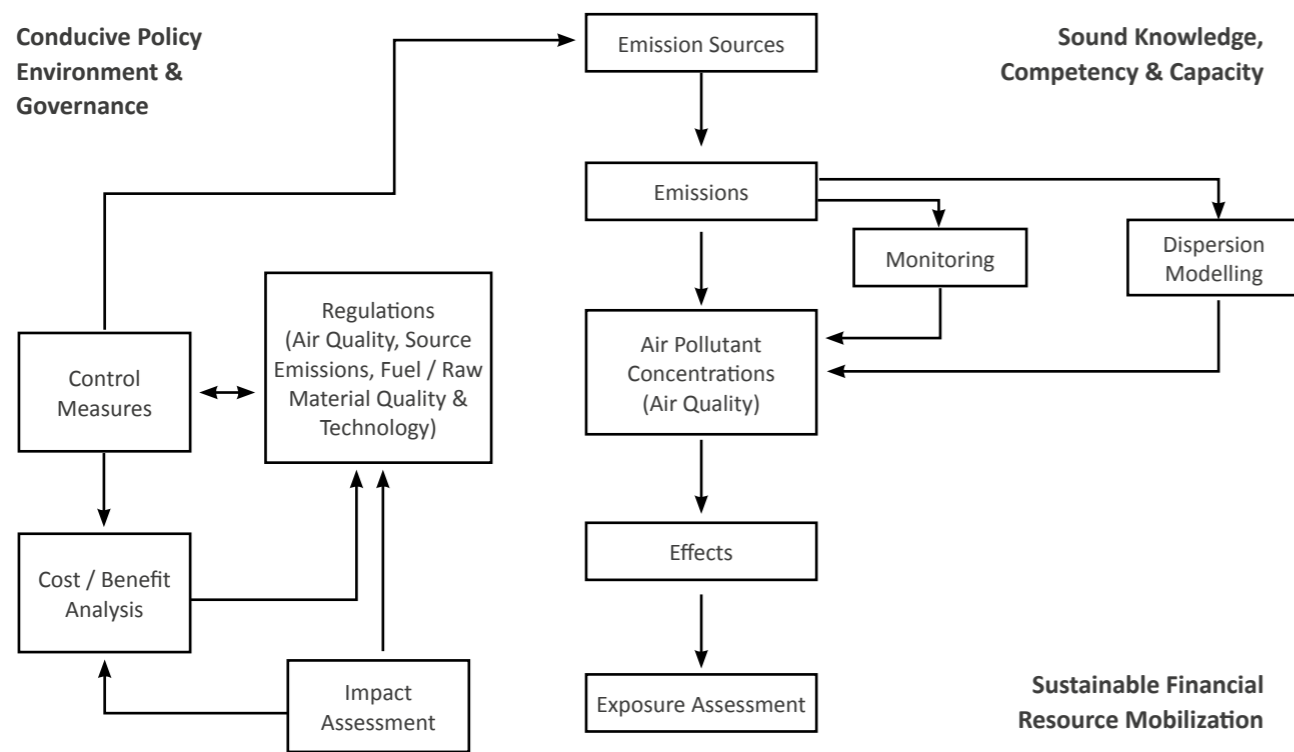 Conducive Policy
Environment &
Governance
Emission Sources
Sound Knowledge,
Competency & Capacity
Emissions
Monitoring
Dispersion
Modelling
Regulations
(Air Quality, Source
Emissions, Fuel / Raw
Material Quality &
Technology)
Control
Measures
Air Pollutant
Concentrations
(Air Quality)
Cost / Benefit
Analysis
Effects
Impact
Assessment
Exposure Assessment
Sustainable Financial
Resource Mobilization